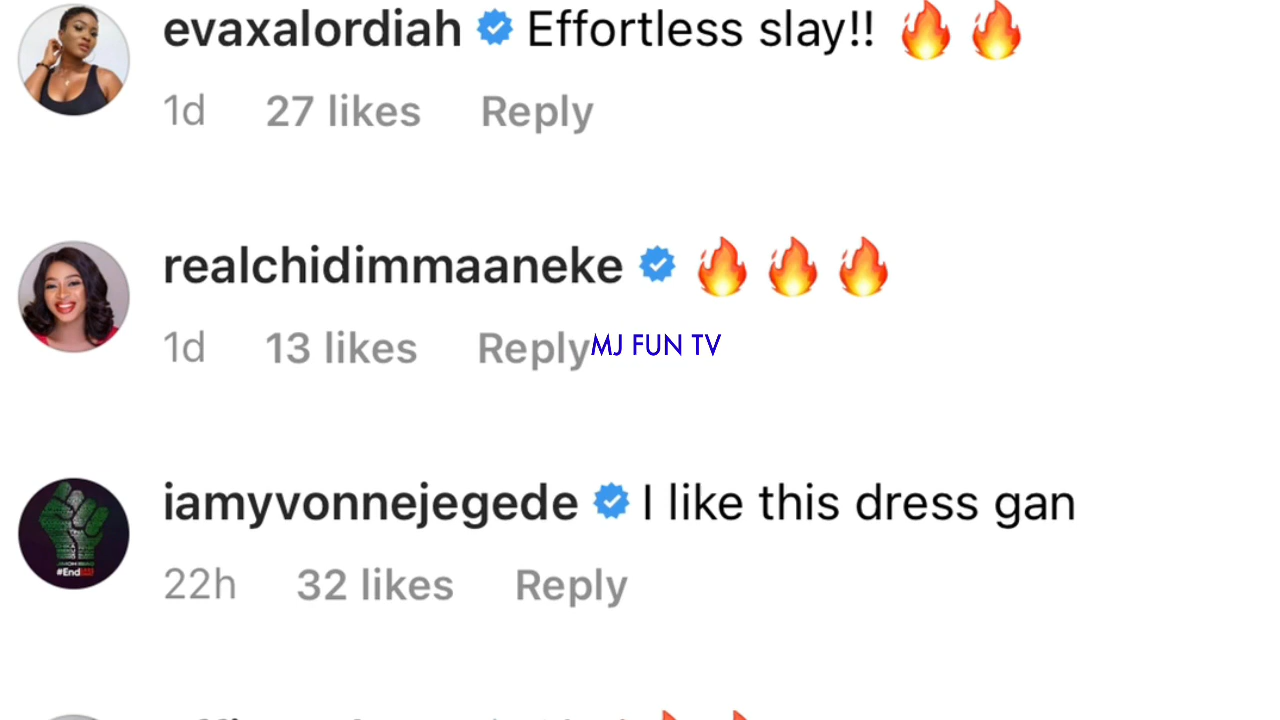 evaxalordiah Effortless slay!! 🔥 🔥
1d 27 likes Reply
realchidimmaaneke 🔥 🔥 🔥
1d 13 likes Reply MJ FUN TV
iamyvonnejegede I like this dress gan
#End
22h 32 likes Reply